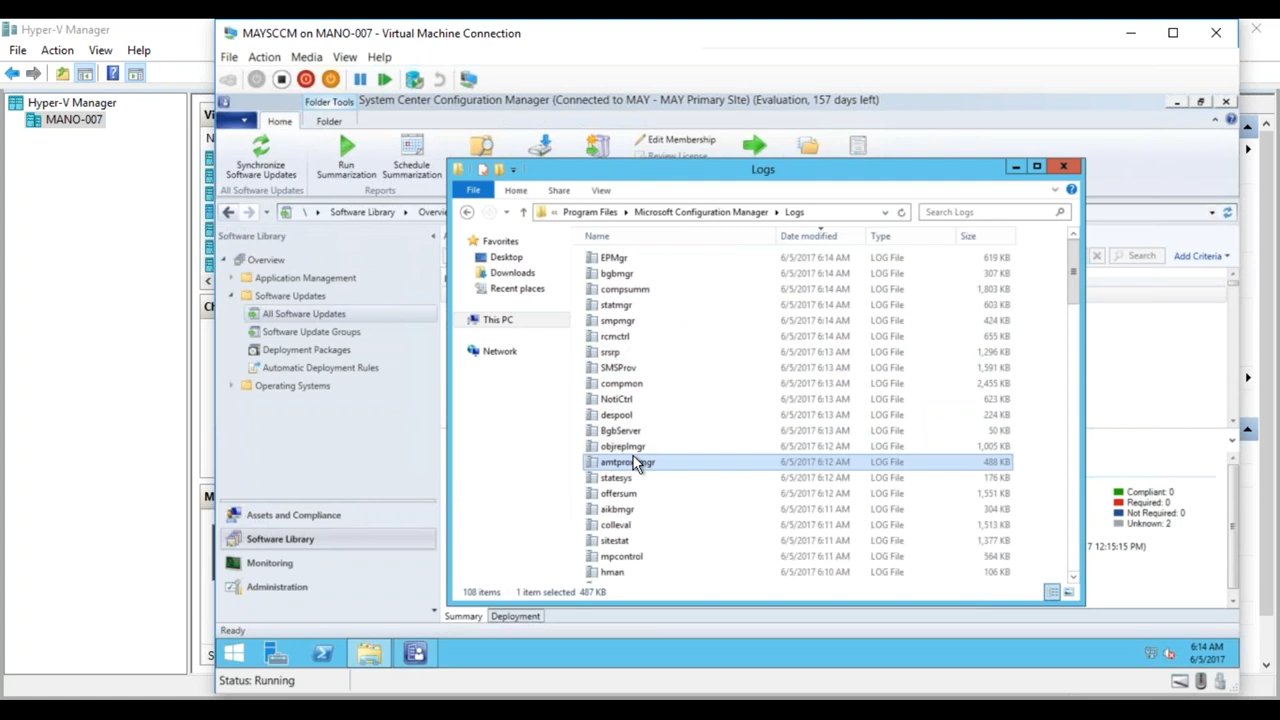 Hyper-V Manager
File Action View Help
Hyper-V Manager
MANO-007
MAYSCCM on MANO-007 - Virtual Machine Connection
File Action Media View Help
Folder Tools System Center Configuration Manager (Connected to MAY - MAY Primary Site) (Evaluation, 157 days left)
Home Folder
Synchronize Software Updates
Run Summarization
Schedule Summarization
Edit Membership
Review License
All Software Updates
Reports
\ Software Library
Software Library
Overview
Application Management
Software Updates
All Software Updates
Software Update Groups
Deployment Packages
Automatic Deployment Rules
Operating Systems
Assets and Compliance
Software Library
Monitoring
Administration
Ready
Search
Add Criteria
Compliant: 0
Required: 0
Not Required: 0
Unknown: 2
7 12:15:15 PM)
Summary Deployment
Logs
File Home Share View
« Program Files Microsoft Configuration Manager Logs
Search Logs
Favorites
Desktop
Downloads
Recent places
This PC
Network
Name Date modified Type Size
EPMgr 6/5/2017 6:14 AM LOG File 619 KB
bgbmgr 6/5/2017 6:14 AM LOG File 307 KB
compsumm 6/5/2017 6:14 AM LOG File 1,803 KB
statmgr 6/5/2017 6:14 AM LOG File 603 KB
smpmgr 6/5/2017 6:14 AM LOG File 424 KB
rcmctrl 6/5/2017 6:14 AM LOG File 655 KB
srsrp 6/5/2017 6:13 AM LOG File 1,296 KB
SMSProv 6/5/2017 6:13 AM LOG File 1,591 KB
compmon 6/5/2017 6:13 AM LOG File 2,455 KB
NotiCtrl 6/5/2017 6:13 AM LOG File 623 KB
despool 6/5/2017 6:13 AM LOG File 224 KB
BgbServer 6/5/2017 6:13 AM LOG File 50 KB
objreplmgr 6/5/2017 6:12 AM LOG File 1,005 KB
6/5/2017 6:12 AM LOG File 488 KB
statesys 6/5/2017 6:12 AM LOG File 176 KB
offersum 6/5/2017 6:12 AM LOG File 1,551 KB
aikbmgr 6/5/2017 6:11 AM LOG File 304 KB
colleval 6/5/2017 6:11 AM LOG File 1,513 KB
sitestat 6/5/2017 6:11 AM LOG File 1,377 KB
mpcontrol 6/5/2017 6:11 AM LOG File 564 KB
hman 6/5/2017 6:10 AM LOG File 106 KB
108 items 1 item selected 487 KB
6:14 AM
6/5/2017
Status: Running